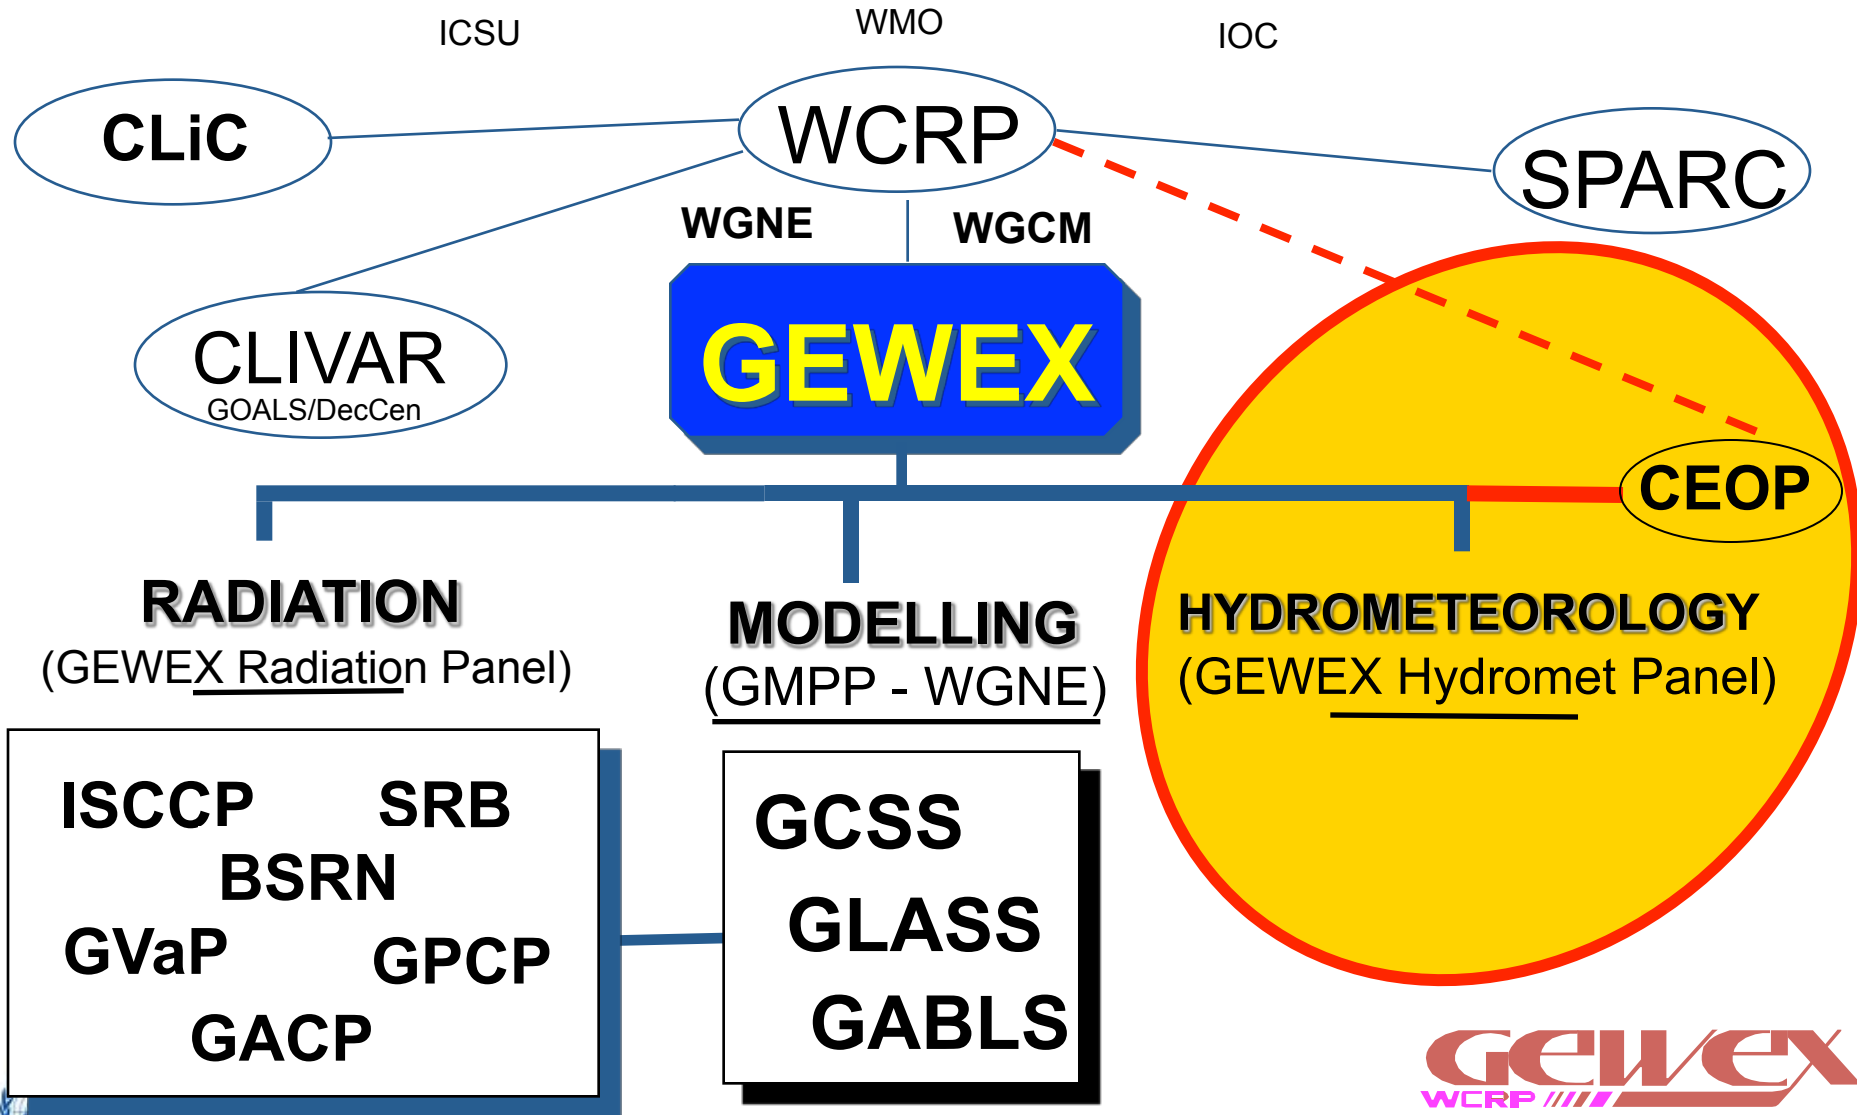 ICSU
WMO
IOC
CLiC
WCRP
SPARC
WGNE
WGCM
CLIVAR
GOALS/DecCen
GEWEX
CEOP
RADIATION
(GEWEX Radiation Panel)
MODELLING
(GMPP - WGNE)
HYDROMETEOROLOGY
(GEWEX Hydromet Panel)
ISCCP SRB
BSRN
GVaP GPCP
GACP
GCSS
GLASS
GABLS
GEWEX
WCRP